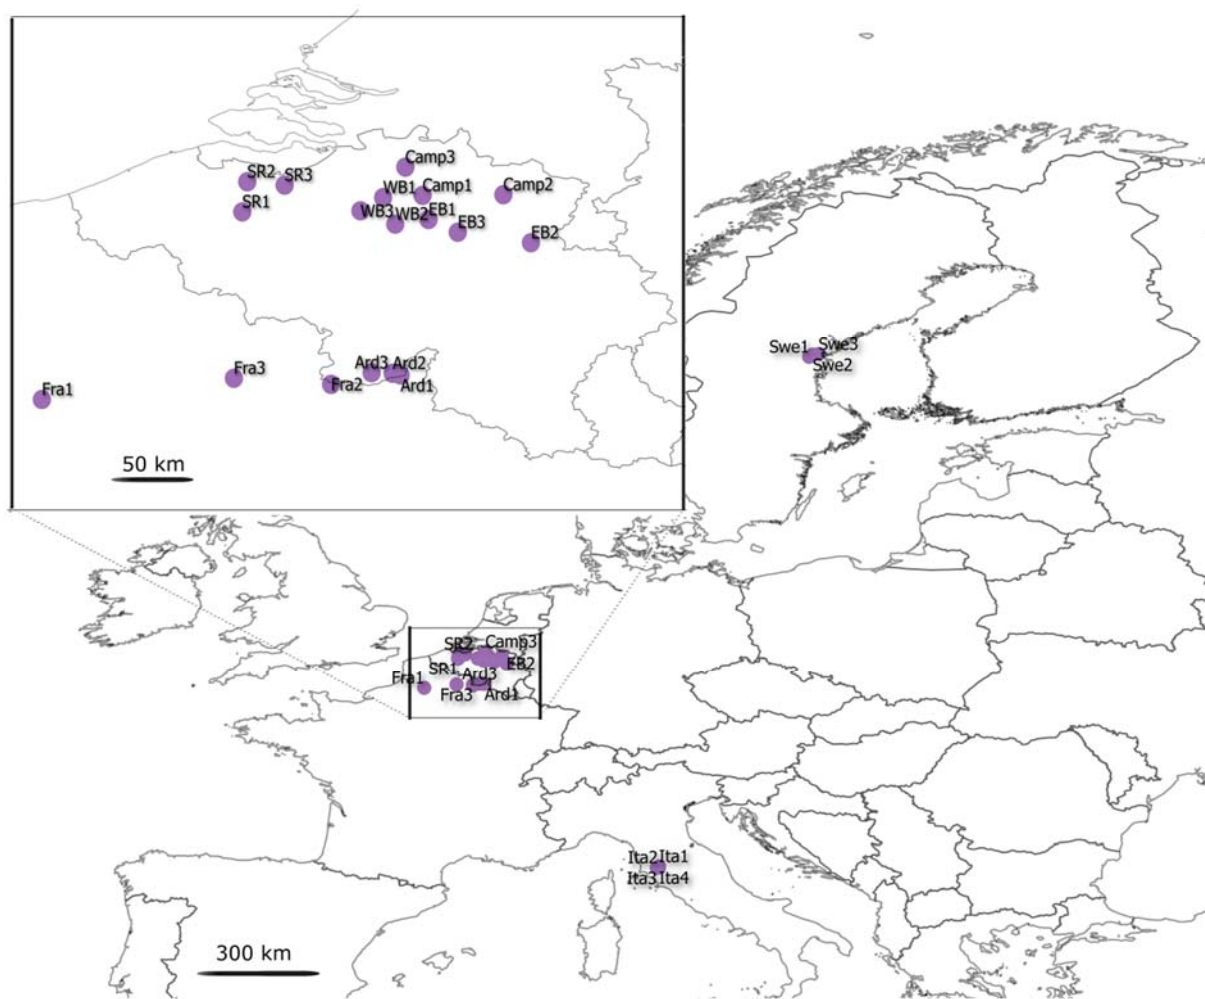 Camp3
SR2
SR3
WB1
Camp1
Camp2
SR1
WB3
WB2
EB1
EB3
EB2
Ard3
Ard2
Fra3
Fra2
Ard1
Fra1
50 km
Swe1
Swe3
Swe2
SR2
Camp3
SR1
Ard3
EB2
Fra1
Fra3
Ard1
Ita2 Ita1
Ita3 Ita4
300 km